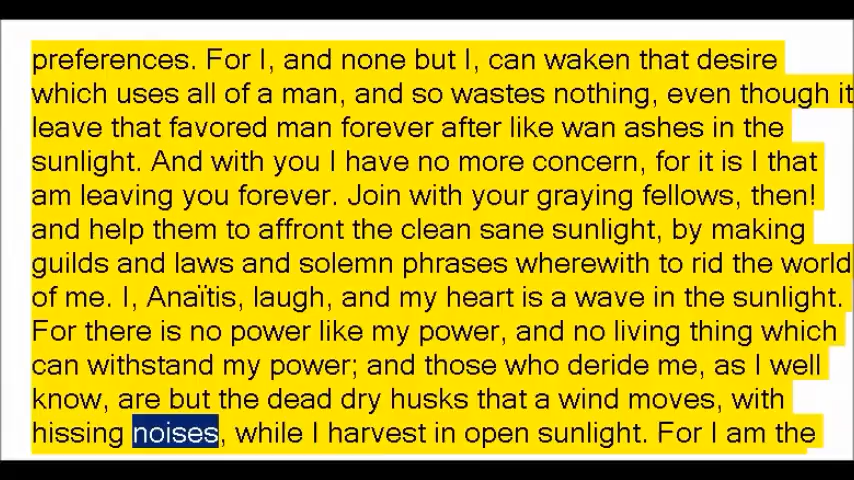 preferences. For I, and none but I, can waken that desire
which uses all of a man, and so wastes nothing, even though it
leave that favored man forever after like wan ashes in the
sunlight. And with you I have no more concern, for it is I that
am leaving you forever. Join with your graying fellows, then!
and help them to affront the clean sane sunlight, by making
guilds and laws and solemn phrases wherewith to rid the world
of me. I, Anaïtis, laugh, and my heart is a wave in the sunlight.
For there is no power like my power, and no living thing which
can withstand my power; and those who deride me, as I well
know, are but the dead dry husks that a wind moves, with
hissing noises, while I harvest in open sunlight. For I am the